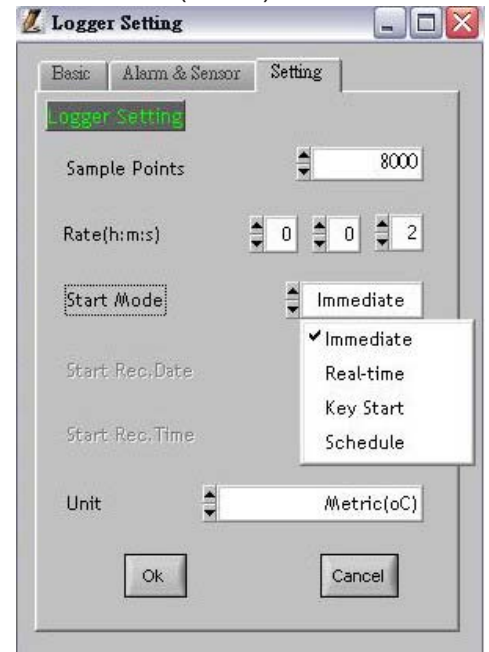 Logger Setting
Basic Alarm & Sensor Setting
Logger Setting
Sample Points 8000
Rate(h:m:s) 0 0 2
Start Mode Immediate
✔Immediate
Start Rec.Date Real-time
Key Start
Start Rec.Time Schedule
Unit Metric(oC)
Ok Cancel